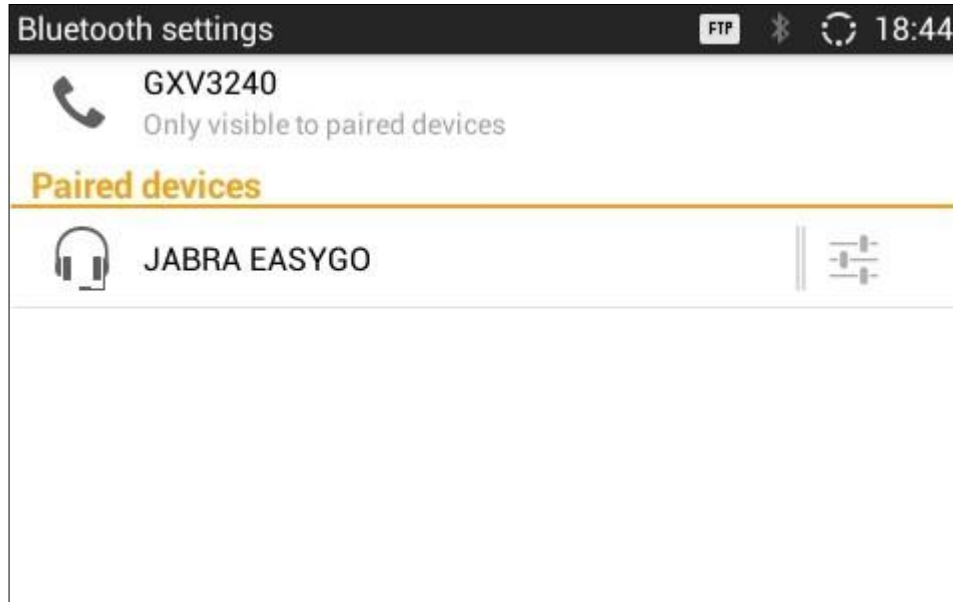 Bluetooth settings FTP 18:44
GXV3240
Only visible to paired devices
Paired devices
JABRA EASYGO